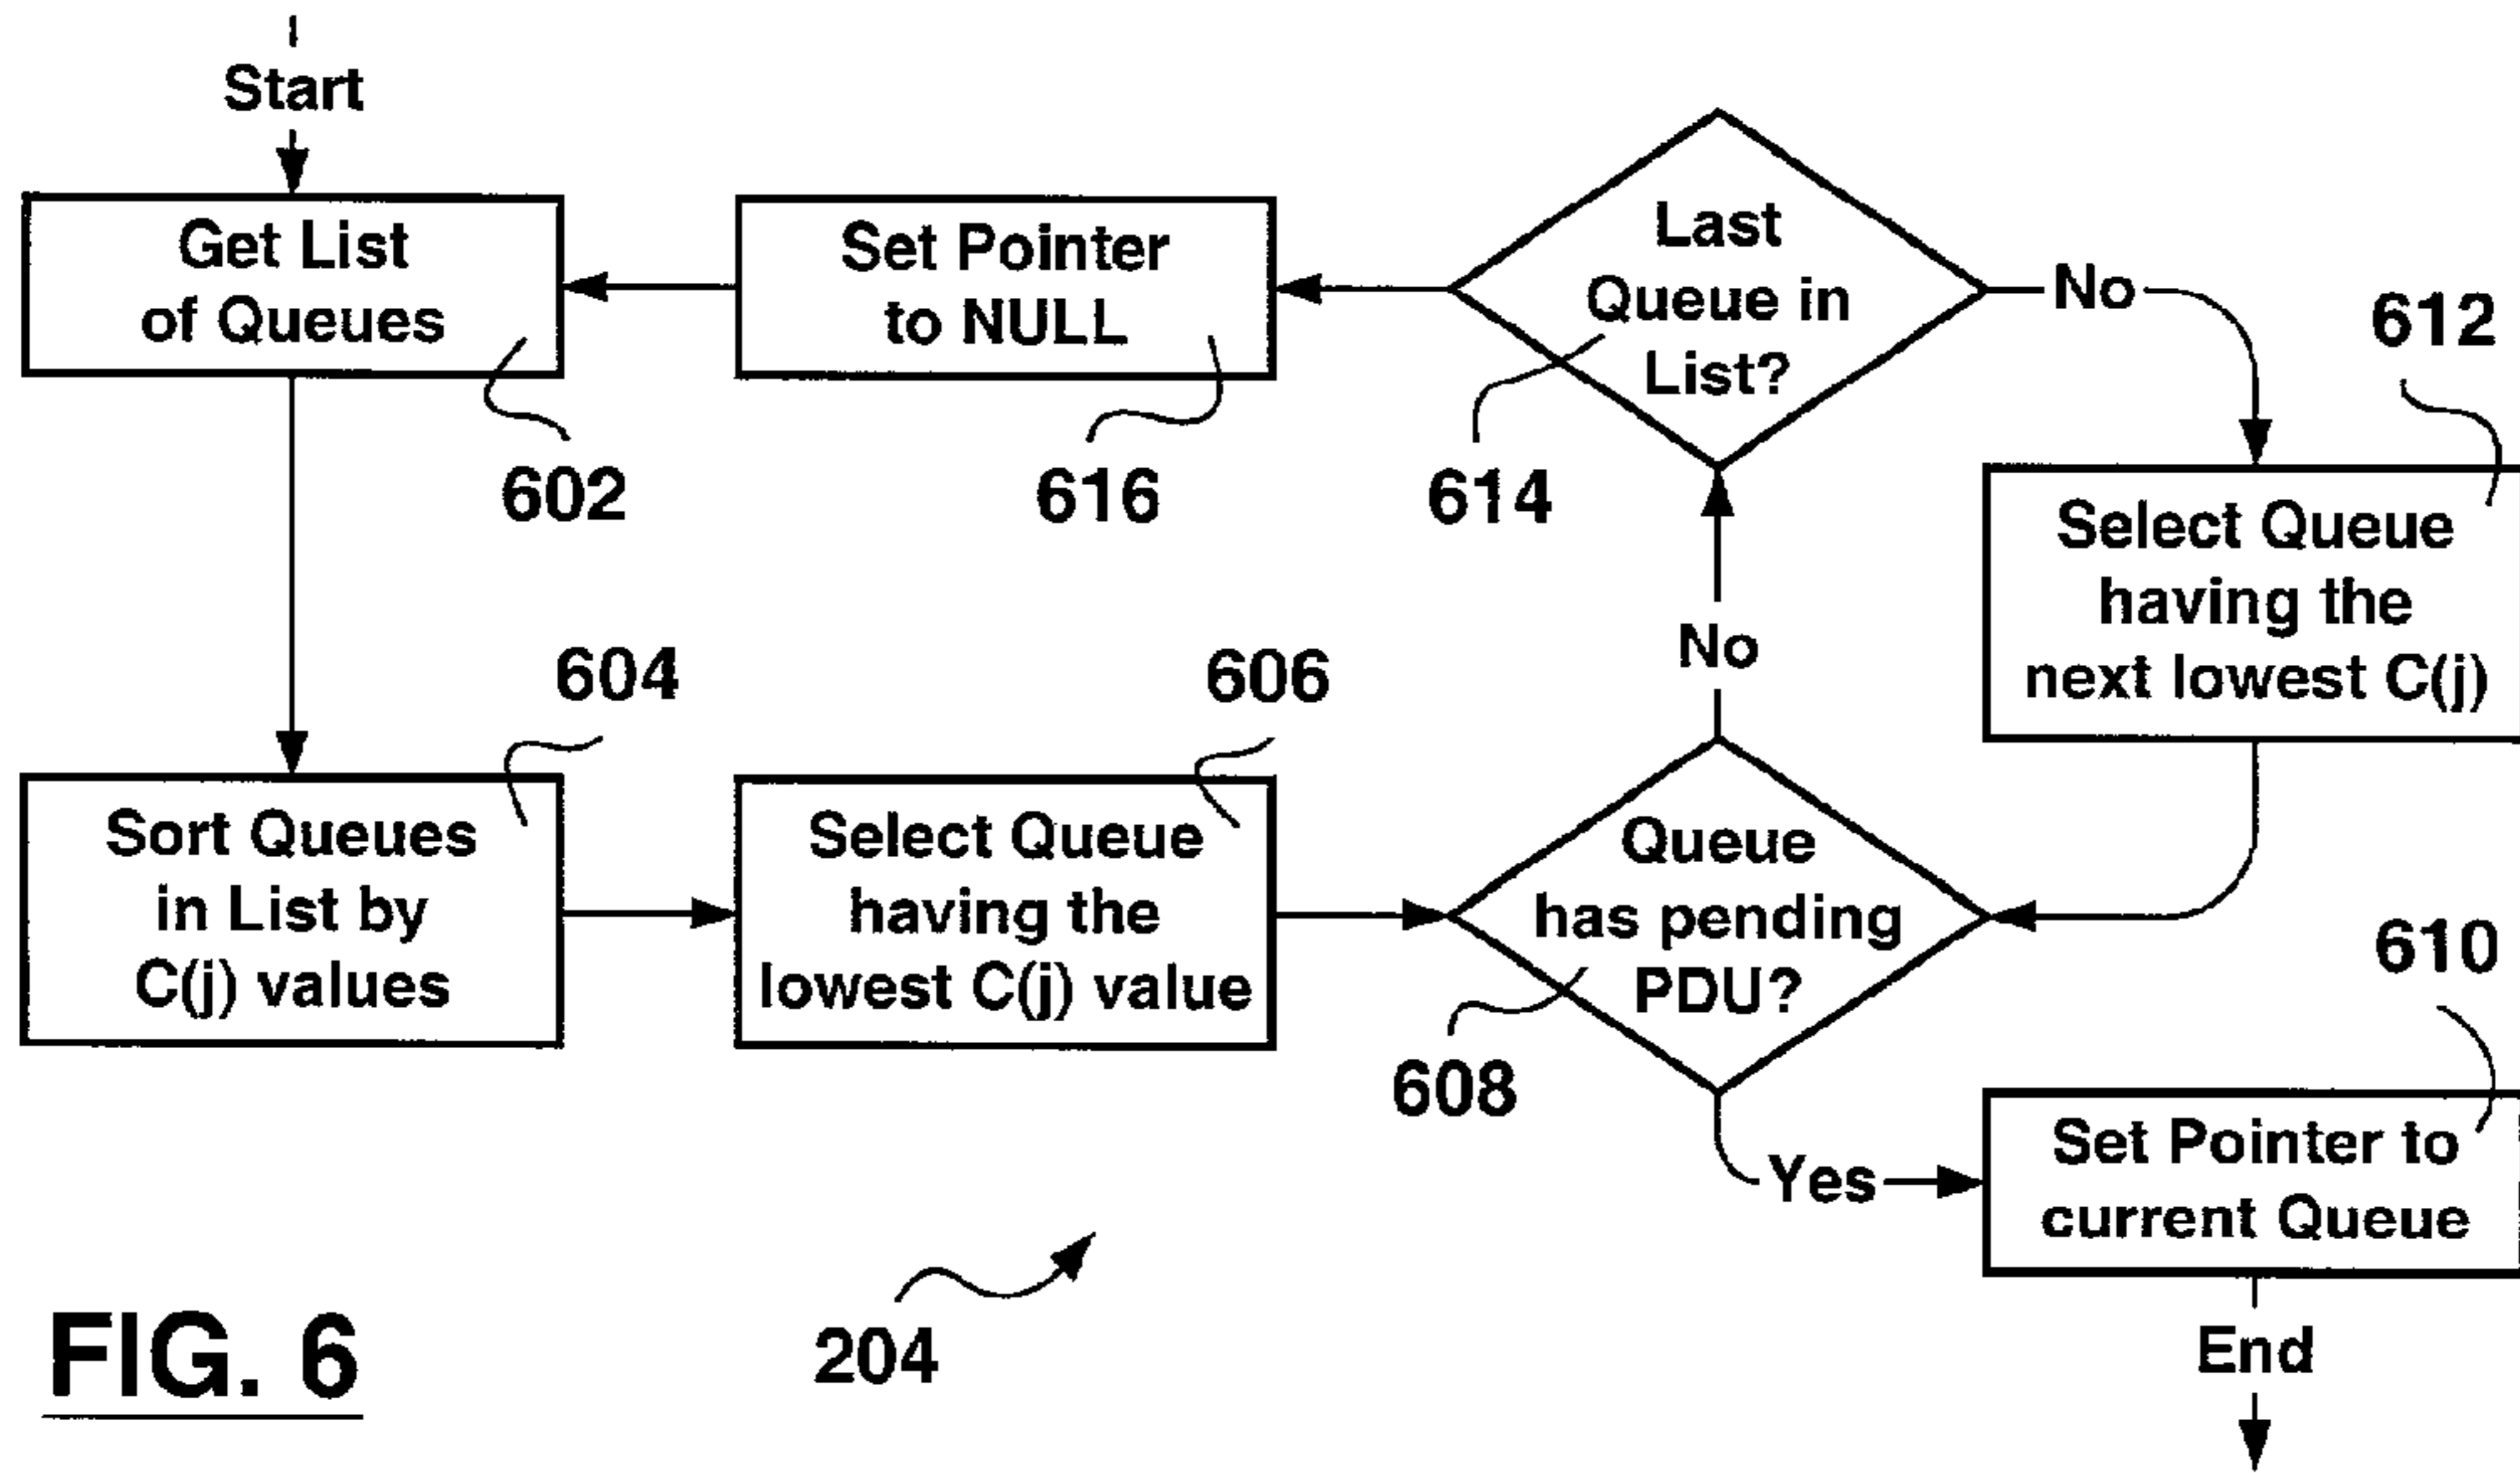 Start
Get List
of Queues
602
Set Pointer
to NULL
616
Last
Queue in
List?
614
No
612
Select Queue
having the
next lowest C(j)
No
604
Sort Queues
in List by
C(j) values
606
Select Queue
having the
lowest C(j) value
Queue
has pending
PDU?
608
Yes
610
Set Pointer to
current Queue
End
204
FIG. 6